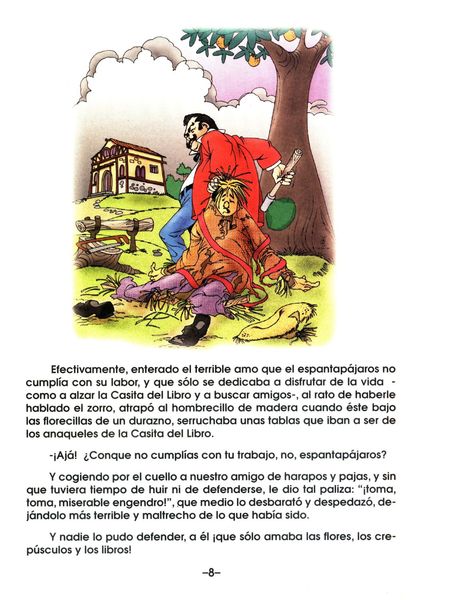 Efectivamente, enterado el terrible amo que el espantapájaros no
cumplía con su labor, y que sólo se dedicaba a disfrutar de la vida -
como a alzar la Casita del Libro y a buscar amigos-, al rato de haberle
hablado el zorro, atrapó al hombrecillo de madera cuando éste bajo
las florecillas de un durazno, serruchaba unas tablas que iban a ser de
los anaqueles de la Casita del Libro.
-¡Ajá! ¿Conque no cumplías con tu trabajo, no, espantapájaros?
Y cogiendo por el cuello a nuestro amigo de harapos y pajas, y sin
que tuviera tiempo de huir ni de defenderse, le dio tal paliza: “¡toma,
toma, miserable engendro!”, que medio lo desbarató y despedazó, de-
jándolo más terrible y maltrecho de lo que había sido.
Y nadie lo pudo defender, a él ¡que sólo amaba las flores, los cre-
púsculos y los libros!
–8–